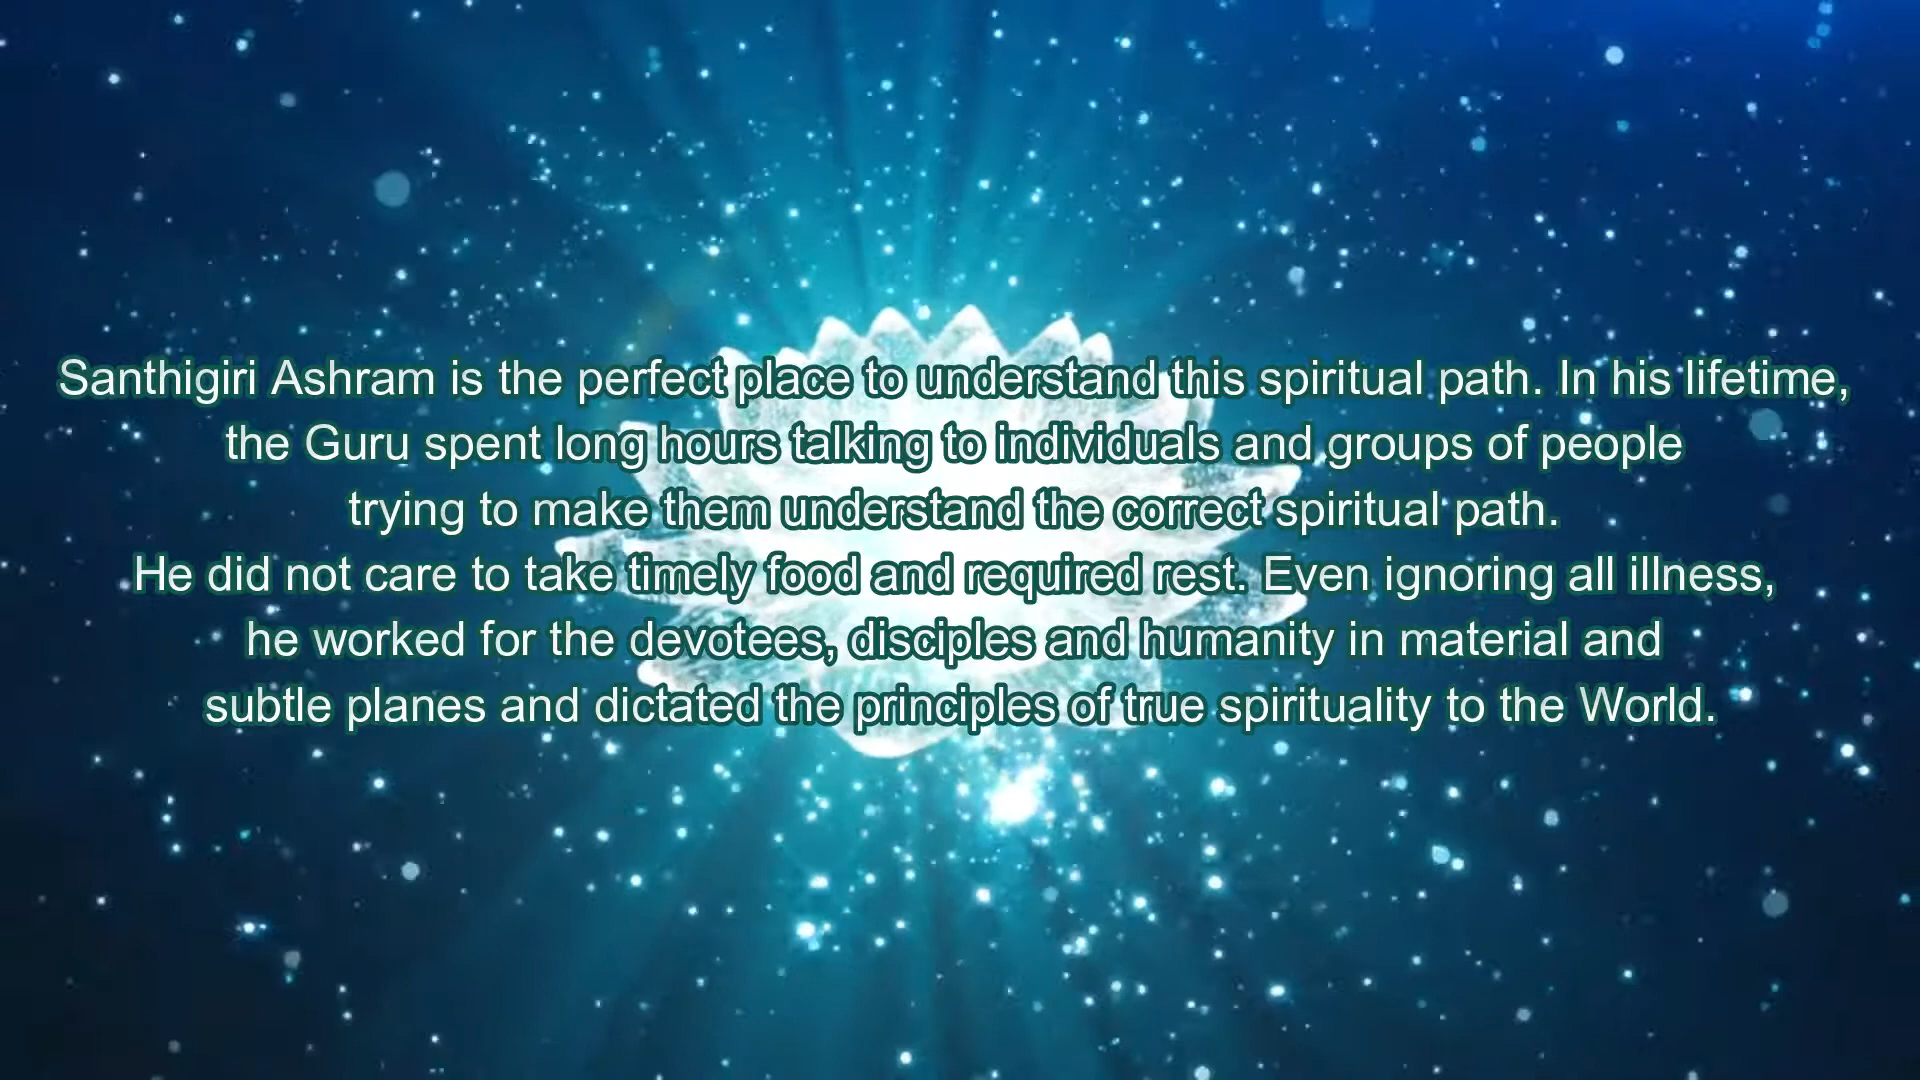 Santhigiri Ashram is the perfect place to understand this spiritual path. In his lifetime,
the Guru spent long hours talking to individuals and groups of people
trying to make them understand the correct spiritual path.
He did not care to take timely food and required rest. Even ignoring all illness,
he worked for the devotees, disciples and humanity in material and
subtle planes and dictated the principles of true spirituality to the World.